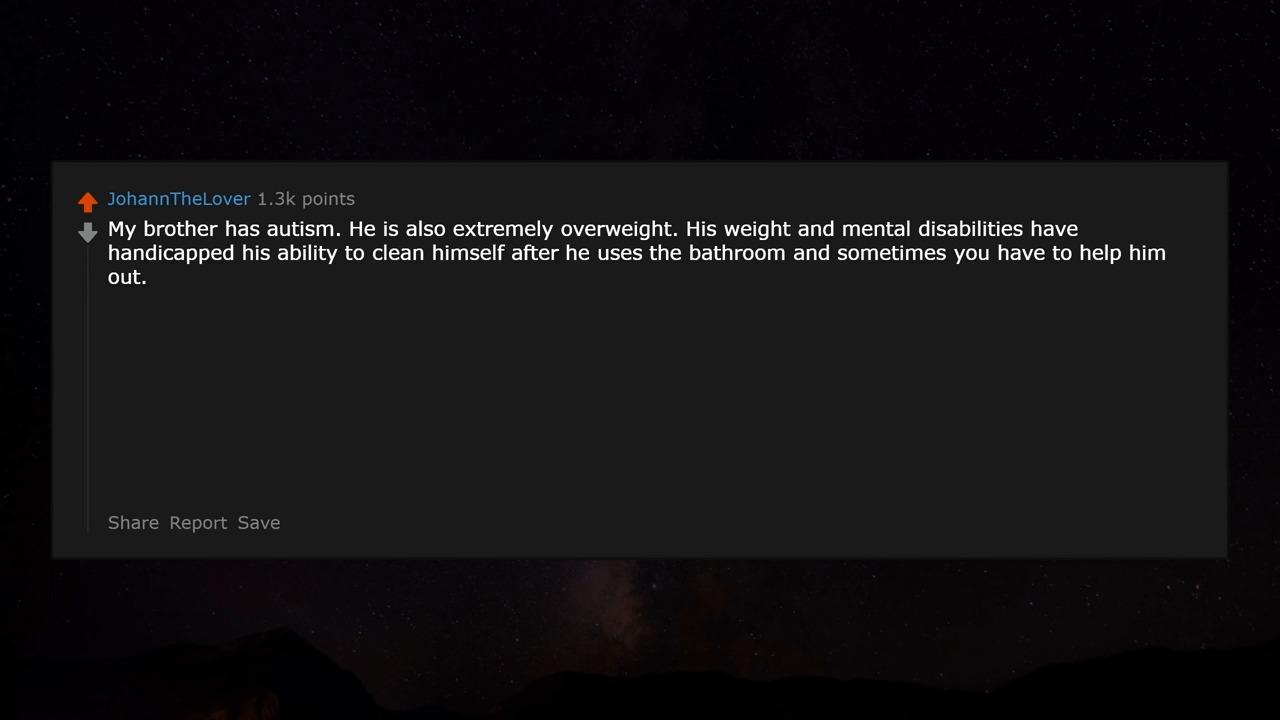 JohannTheLover 1.3k points
My brother has autism. He is also extremely overweight. His weight and mental disabilities have
handicapped his ability to clean himself after he uses the bathroom and sometimes you have to help him
out.
Share Report Save